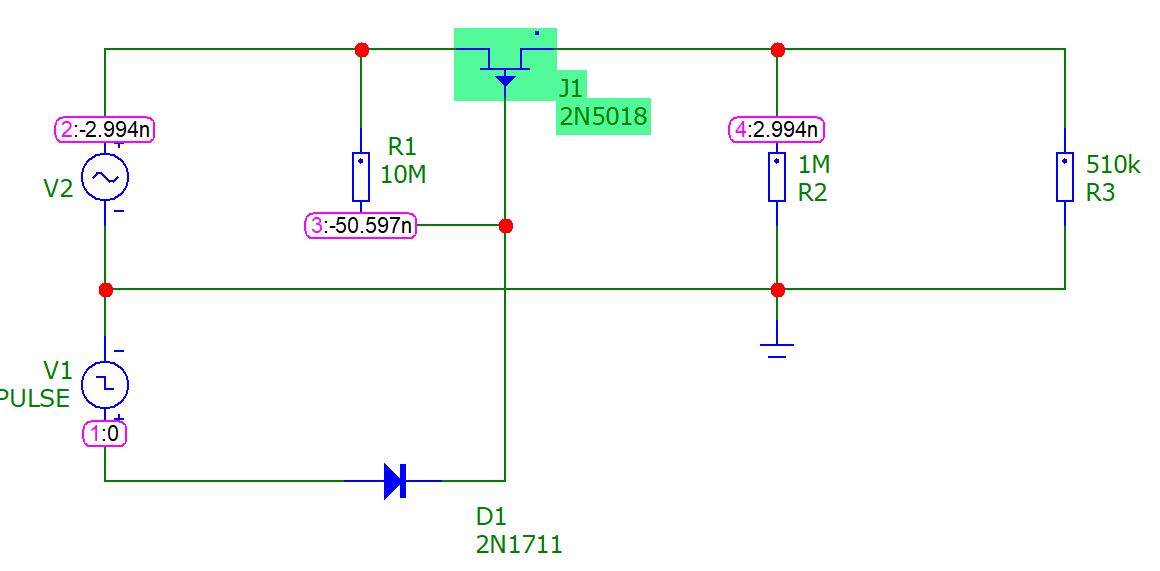 J1
2N5018
2:-2.994n
+
V2
−
R1
10M
3:-50.597n
4:2.994n
1M
R2
510k
R3
−
V1
PULSE
+
1:0
D1
2N1711